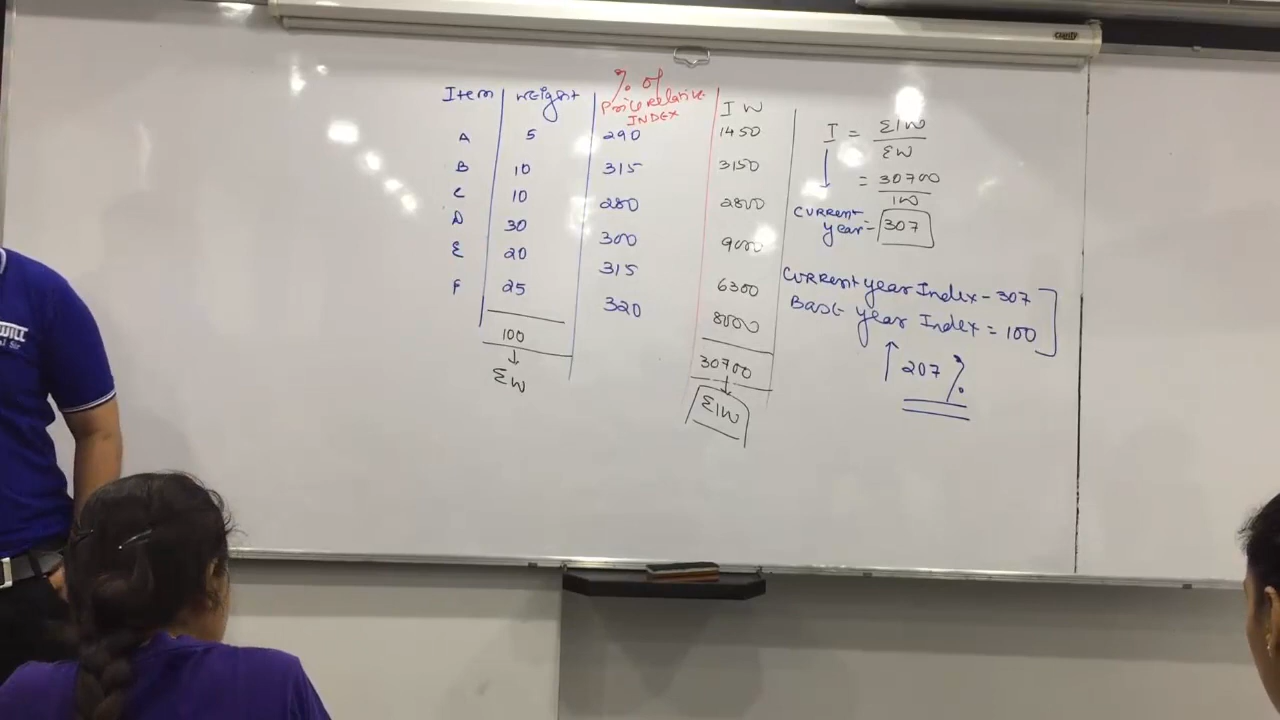 Item weight % of Price relative INDEX I W
A 5 290 1450
B 10 315 3150
C 10 280 2800
D 30 300 9000
E 20 315 6300
F 25 320 8000
100 30700
↓ ↓
ΣW ΣIW
I = ΣIW / ΣW
= 30700 / 100
Current year = 307
Current year Index - 307
Base year Index = 100
↑ 207 %
comfy